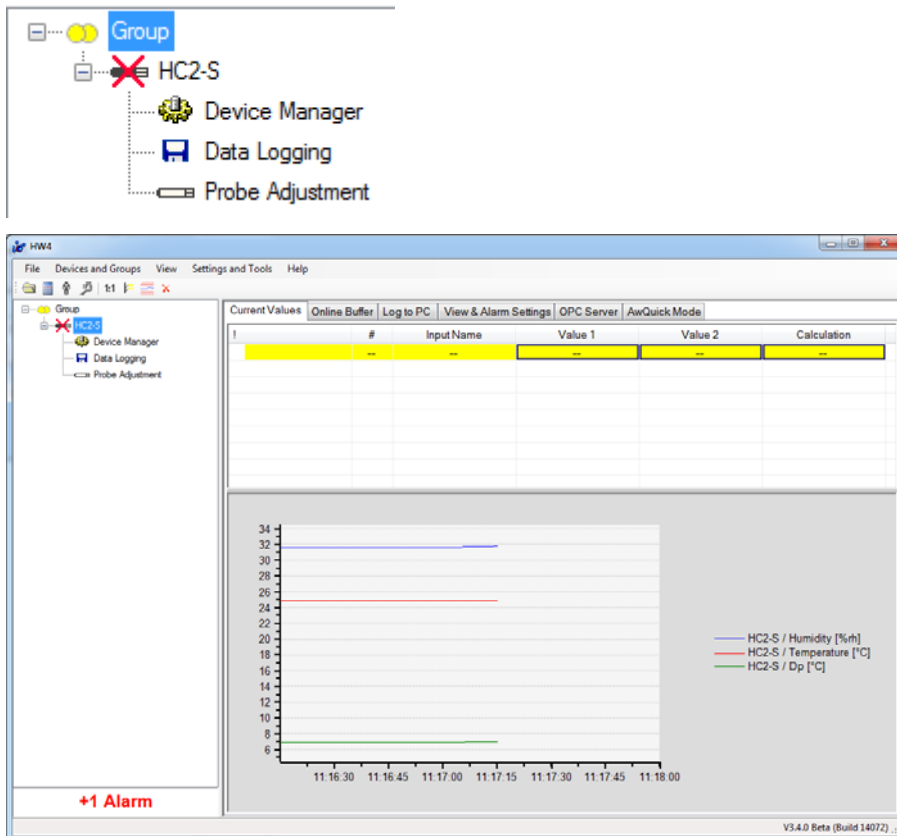 Group
HC2-S
Device Manager
Data Logging
Probe Adjustment
HW4
File Devices and Groups View Settings and Tools Help
1:1
Group
HC2-S
Device Manager
Data Logging
Probe Adjustment
+1 Alarm
Current Values Online Buffer Log to PC View & Alarm Settings OPC Server AwQuick Mode
! # Input Name Value 1 Value 2 Calculation
-- -- -- -- --
34
32
30
28
26
24
22
20
18
16
14
12
10
8
6
11:16:30 11:16:45 11:17:00 11:17:15 11:17:30 11:17:45 11:18:00
HC2-S / Humidity [%rh]
HC2-S / Temperature [°C]
HC2-S / Dp [°C]
V3.4.0 Beta (Build 14072)